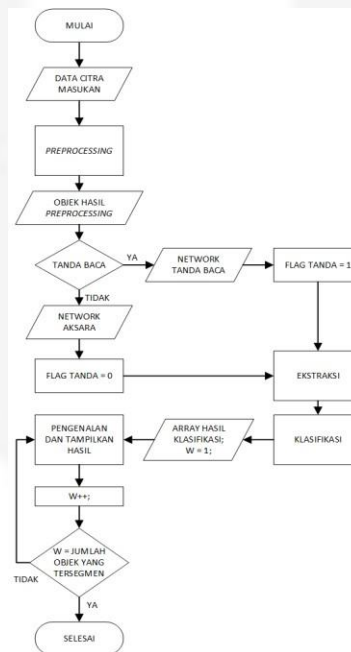 MULAI
DATA CITRA
MASUKAN
PREPROCESSING
OBJEK HASIL
PREPROCESSING
TANDA BACA
YA
NETWORK
TANDA BACA
FLAG TANDA = 1
TIDAK
NETWORK
AKSARA
FLAG TANDA = 0
EKSTRAKSI
PENGENALAN
DAN TAMPILKAN
HASIL
ARRAY HASIL
KLASIFIKASI;
W = 1;
KLASIFIKASI
W++;
W = JUMLAH
OBJEK YANG
TERSEGMEN
TIDAK
YA
SELESAI